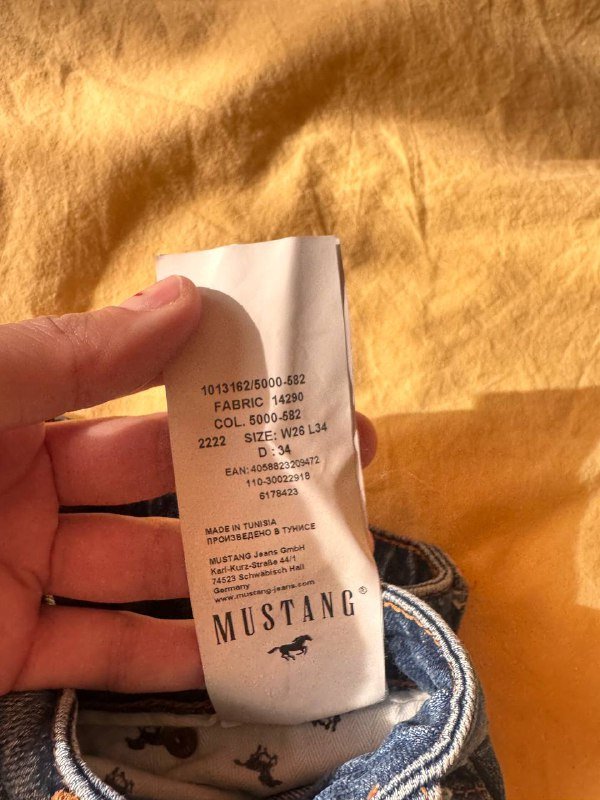 1013162/5000-582
FABRIC 14290
COL. 5000-582
2222 SIZE: W26 L34
D : 34
EAN: 4058823209472
110-30022918
6178423
MADE IN TUNISIA
ПРОИЗВЕДЕНО В ТУНИСЕ
MUSTANG Jeans GmbH
Karl-Kurz-Straße 44/1
74523 Schwäbisch Hall
Germany
www.mustang-jeans.com
MUSTANG®